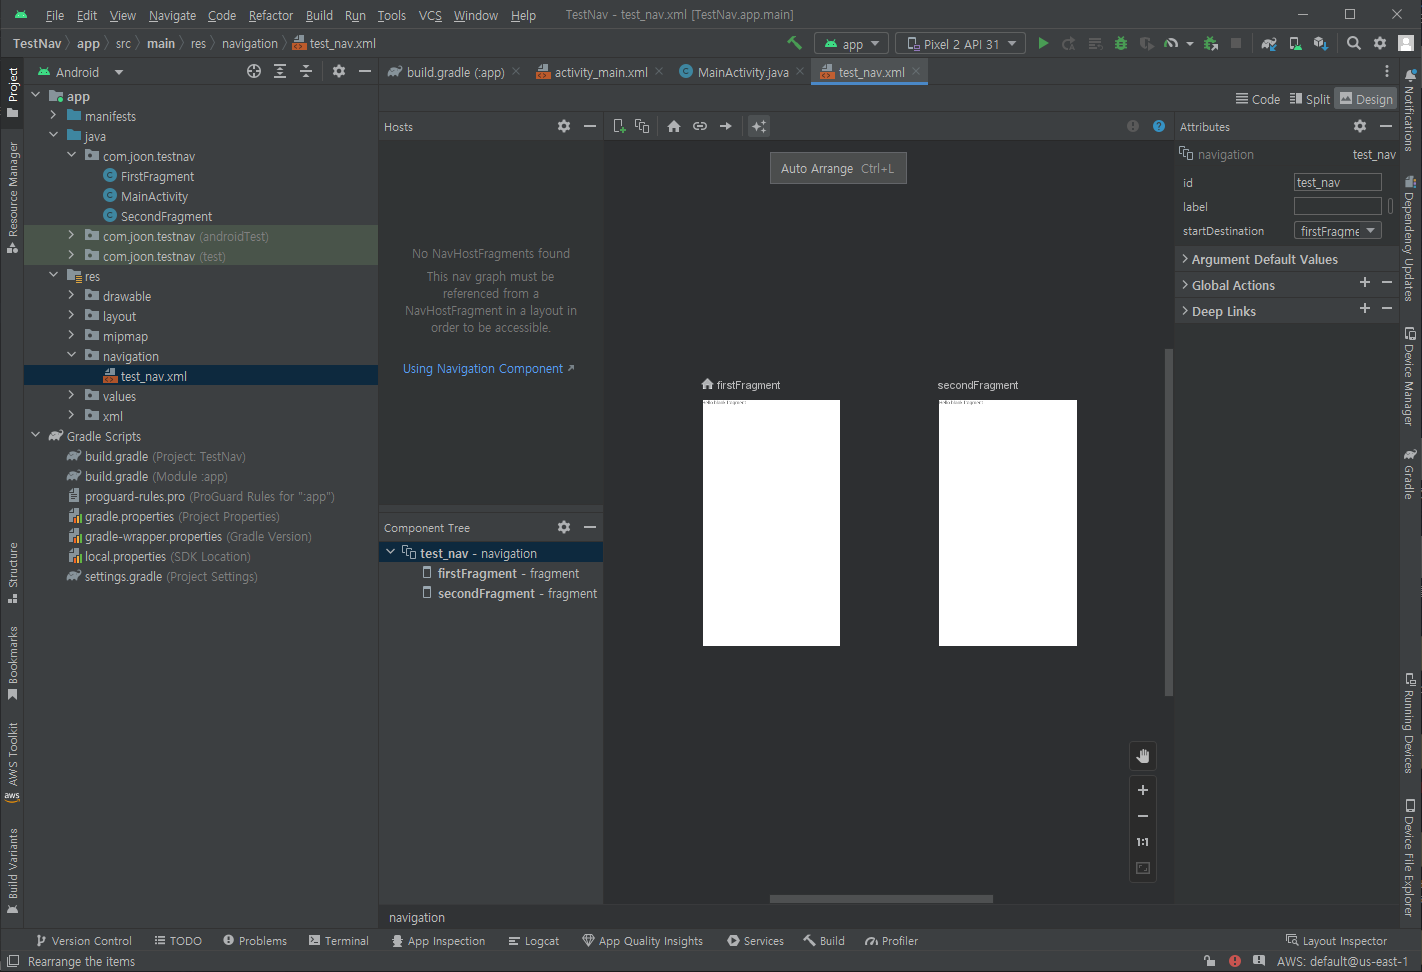 File Edit View Navigate Code Refactor Build Run Tools VCS Window Help TestNav - test_nav.xml [TestNav.app.main]
TestNav app src main res navigation test_nav.xml
app Pixel 2 API 31
Project
Resource Manager
Structure
Bookmarks
AWS Toolkit
aws
Build Variants
Android
app
manifests
java
com.joon.testnav
FirstFragment
MainActivity
SecondFragment
com.joon.testnav (androidTest)
com.joon.testnav (test)
res
drawable
layout
mipmap
navigation
test_nav.xml
values
xml
Gradle Scripts
build.gradle (Project: TestNav)
build.gradle (Module :app)
proguard-rules.pro (ProGuard Rules for ":app")
gradle.properties (Project Properties)
gradle-wrapper.properties (Gradle Version)
local.properties (SDK Location)
settings.gradle (Project Settings)
build.gradle (:app) activity_main.xml MainActivity.java test_nav.xml
Code Split Design
Hosts
No NavHostFragments found
This nav graph must be
referenced from a
NavHostFragment in a layout in
order to be accessible.
Using Navigation Component
Component Tree
test_nav - navigation
firstFragment - fragment
secondFragment - fragment
Auto Arrange Ctrl+L
firstFragment
Hello blank fragment
secondFragment
Hello blank fragment
1:1
navigation
Attributes
navigation test_nav
id test_nav
label
startDestination firstFragme
Argument Default Values
Global Actions
Deep Links
Notifications
Dependency Updates
Device Manager
Gradle
Running Devices
Device File Explorer
Version Control TODO Problems Terminal App Inspection Logcat App Quality Insights Services Build Profiler Layout Inspector
Rearrange the items AWS: default@us-east-1